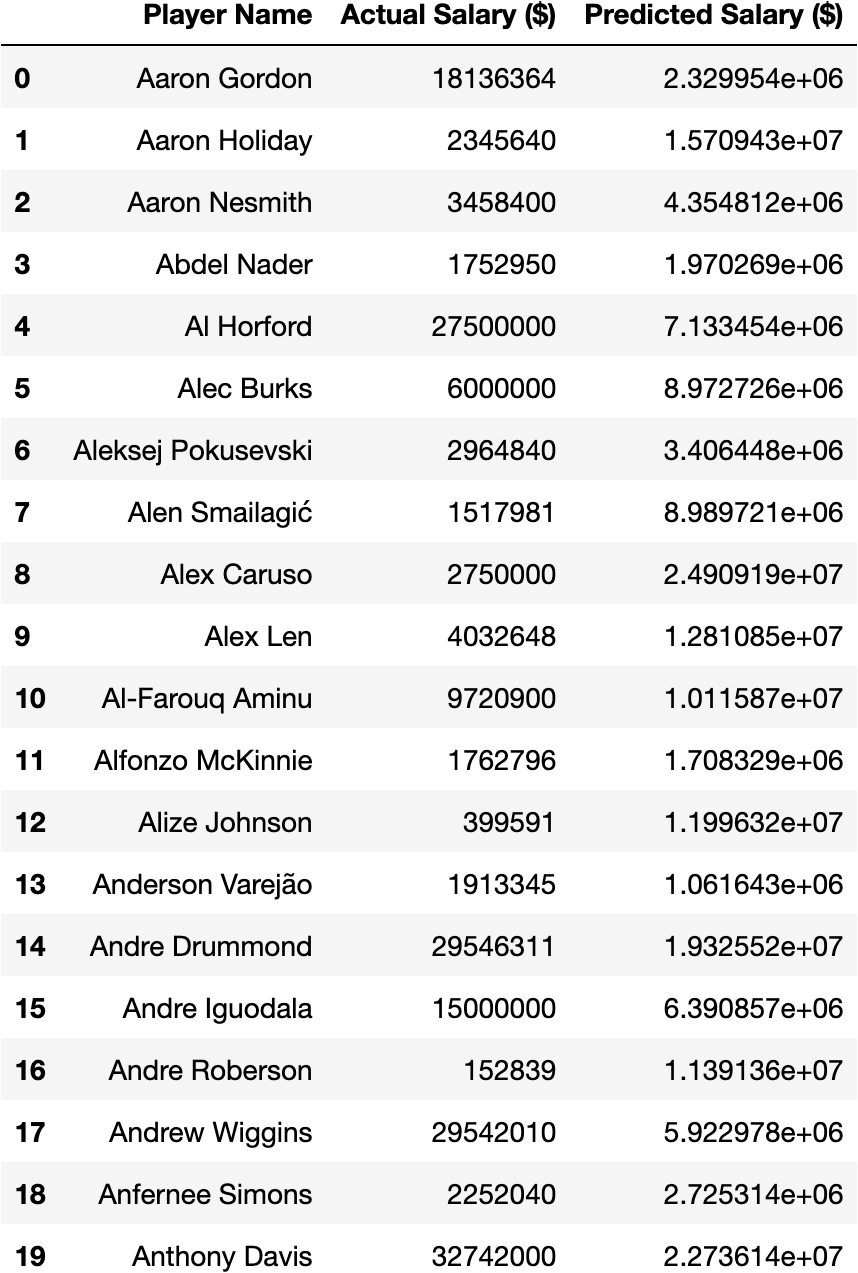 Player Name Actual Salary ($) Predicted Salary ($)
0 Aaron Gordon 18136364 2.329954e+06
1 Aaron Holiday 2345640 1.570943e+07
2 Aaron Nesmith 3458400 4.354812e+06
3 Abdel Nader 1752950 1.970269e+06
4 Al Horford 27500000 7.133454e+06
5 Alec Burks 6000000 8.972726e+06
6 Aleksej Pokusevski 2964840 3.406448e+06
7 Alen Smailagić 1517981 8.989721e+06
8 Alex Caruso 2750000 2.490919e+07
9 Alex Len 4032648 1.281085e+07
10 Al-Farouq Aminu 9720900 1.011587e+07
11 Alfonzo McKinnie 1762796 1.708329e+06
12 Alize Johnson 399591 1.199632e+07
13 Anderson Varejão 1913345 1.061643e+06
14 Andre Drummond 29546311 1.932552e+07
15 Andre Iguodala 15000000 6.390857e+06
16 Andre Roberson 152839 1.139136e+07
17 Andrew Wiggins 29542010 5.922978e+06
18 Anfernee Simons 2252040 2.725314e+06
19 Anthony Davis 32742000 2.273614e+07